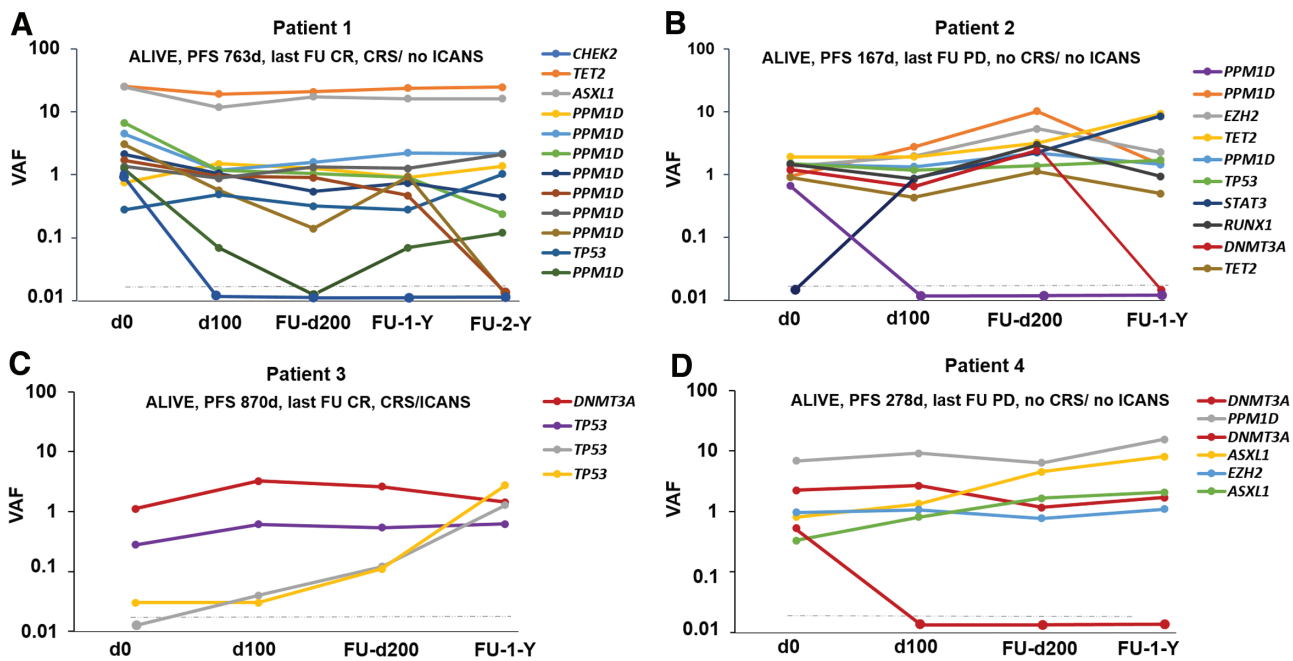 A
Patient 1
ALIVE, PFS 763d, last FU CR, CRS/ no ICANS
VAF
100
10
1
0.1
0.01
d0 d100 FU-d200 FU-1-Y FU-2-Y
CHEK2
TET2
ASXL1
PPM1D
PPM1D
PPM1D
PPM1D
PPM1D
PPM1D
PPM1D
TP53
PPM1D
B
Patient 2
ALIVE, PFS 167d, last FU PD, no CRS/ no ICANS
VAF
100
10
1
0.1
0.01
d0 d100 FU-d200 FU-1-Y
PPM1D
PPM1D
EZH2
TET2
PPM1D
TP53
STAT3
RUNX1
DNMT3A
TET2
C
Patient 3
ALIVE, PFS 870d, last FU CR, CRS/ICANS
VAF
100
10
1
0.1
0.01
d0 d100 FU-d200 FU-1-Y
DNMT3A
TP53
TP53
TP53
D
Patient 4
ALIVE, PFS 278d, last FU PD, no CRS/ no ICANS
VAF
100
10
1
0.1
0.01
d0 d100 FU-d200 FU-1-Y
DNMT3A
PPM1D
DNMT3A
ASXL1
EZH2
ASXL1